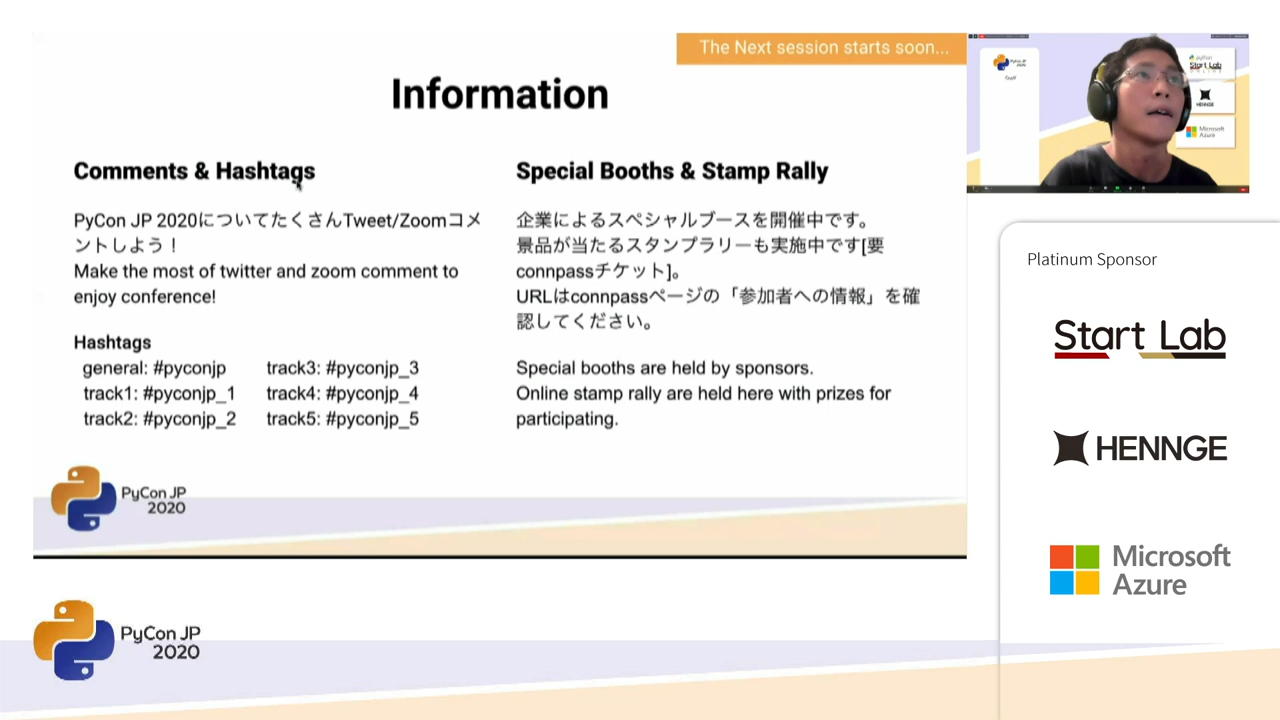 The Next session starts soon...
Information
Comments & Hashtags
PyCon JP 2020についてたくさんTweet/Zoomコメ
ントしよう！
Make the most of twitter and zoom comment to
enjoy conference!
Hashtags
general: #pyconjp
track3: #pyconjp_3
track1: #pyconjp_1
track4: #pyconjp_4
track2: #pyconjp_2
track5: #pyconjp_5
Special Booths & Stamp Rally
企業によるスペシャルブースを開催中です。
景品が当たるスタンプラリーも実施中です[要
connpassチケット]。
URLはconnpassページの「参加者への情報」を確
認してください。
Special booths are held by sponsors.
Online stamp rally are held here with prizes for
participating.
PyCon JP
2020
PyCon JP
2020
Start Lab
HENNGE
Microsoft
Azure
Platinum Sponsor
Start Lab
HENNGE
Microsoft
Azure
PyCon JP
2020